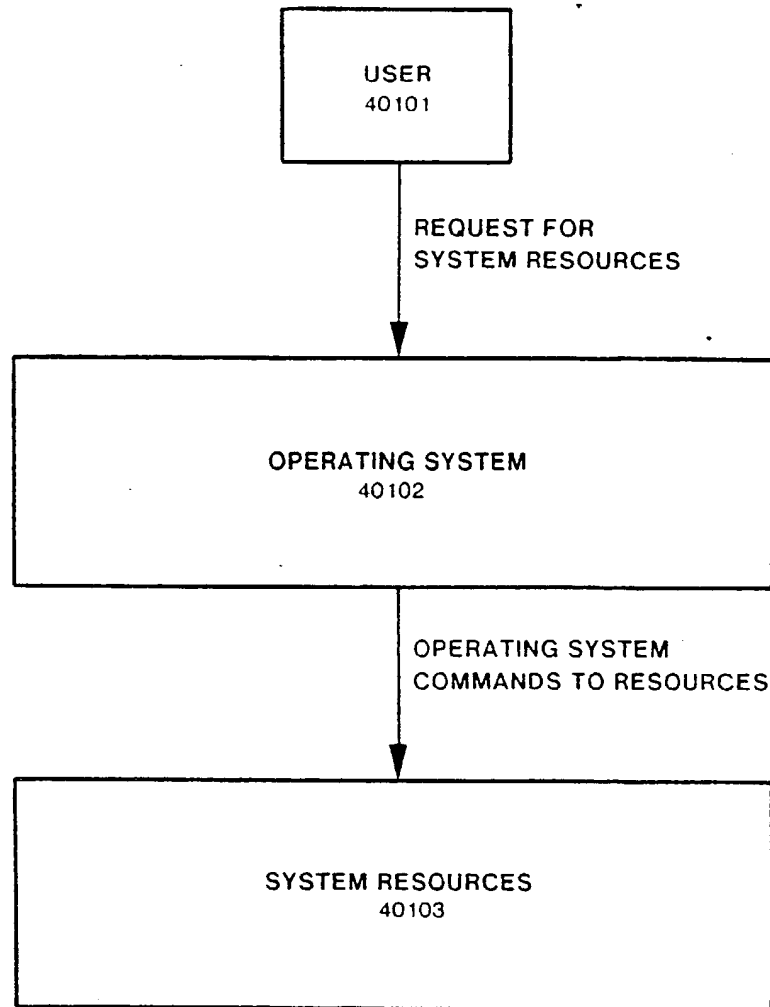 USER
40101
REQUEST FOR
SYSTEM RESOURCES
OPERATING SYSTEM
40102
OPERATING SYSTEM
COMMANDS TO RESOURCES
SYSTEM RESOURCES
40103